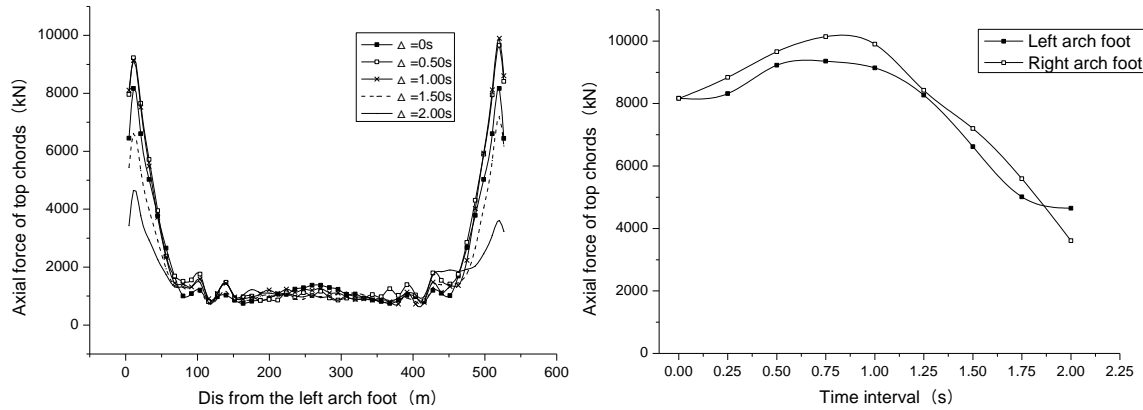 Axial force of top chords（kN）
10000
8000
6000
4000
2000
0
0 100 200 300 400 500 600
Dis from the left arch foot（m）
Δ =0s
Δ =0.50s
Δ =1.00s
Δ =1.50s
Δ =2.00s
Axial force of top chords（kN）
10000
8000
6000
4000
2000
0
0.00 0.25 0.50 0.75 1.00 1.25 1.50 1.75 2.00 2.25
Time interval（s）
Left arch foot
Right arch foot